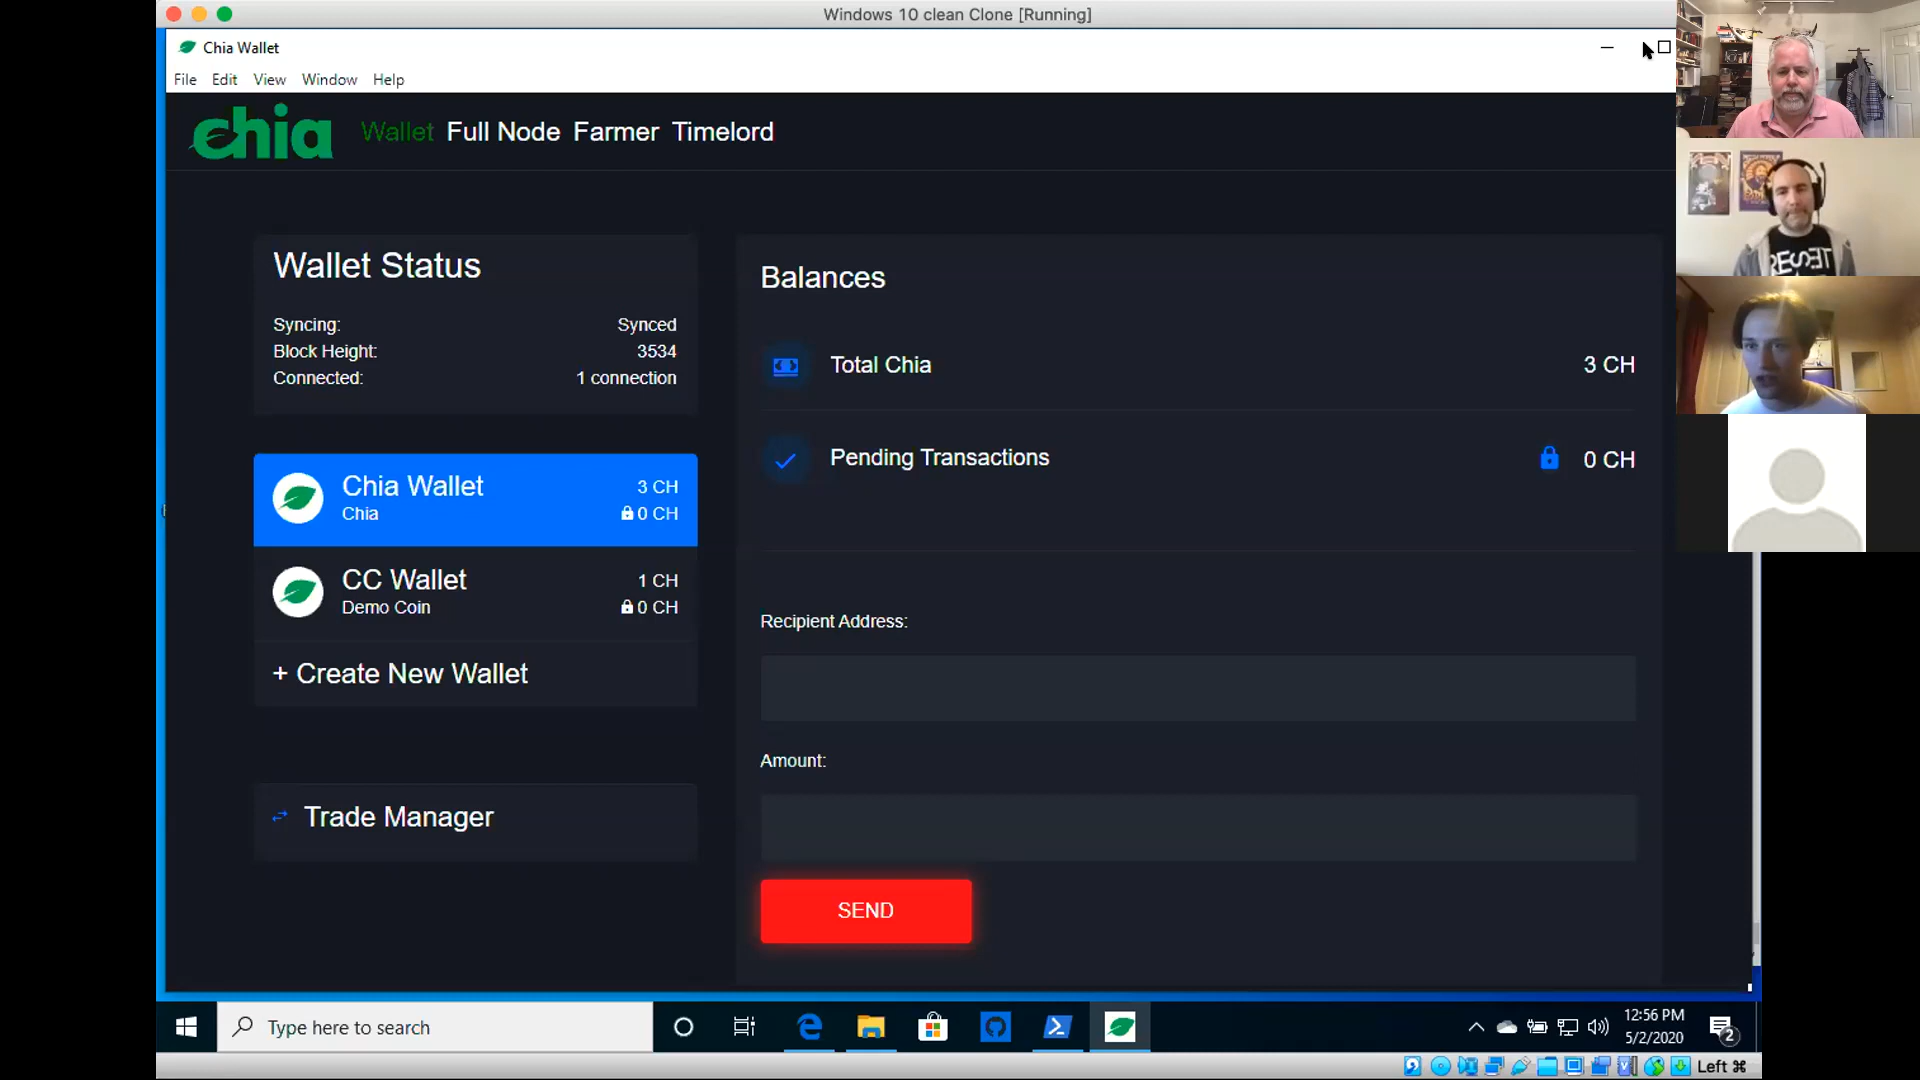 Windows 10 clean Clone [Running]
Chia Wallet
File Edit View Window Help
chia Wallet Full Node Farmer Timelord
Wallet Status
Syncing: Synced
Block Height: 3534
Connected: 1 connection
Chia Wallet 3 CH
Chia 0 CH
CC Wallet 1 CH
Demo Coin 0 CH
+ Create New Wallet
Trade Manager
Balances
Total Chia 3 CH
Pending Transactions 0 CH
Recipient Address:
Amount:
SEND
Type here to search
12:56 PM
5/2/2020
2
Left ⌘